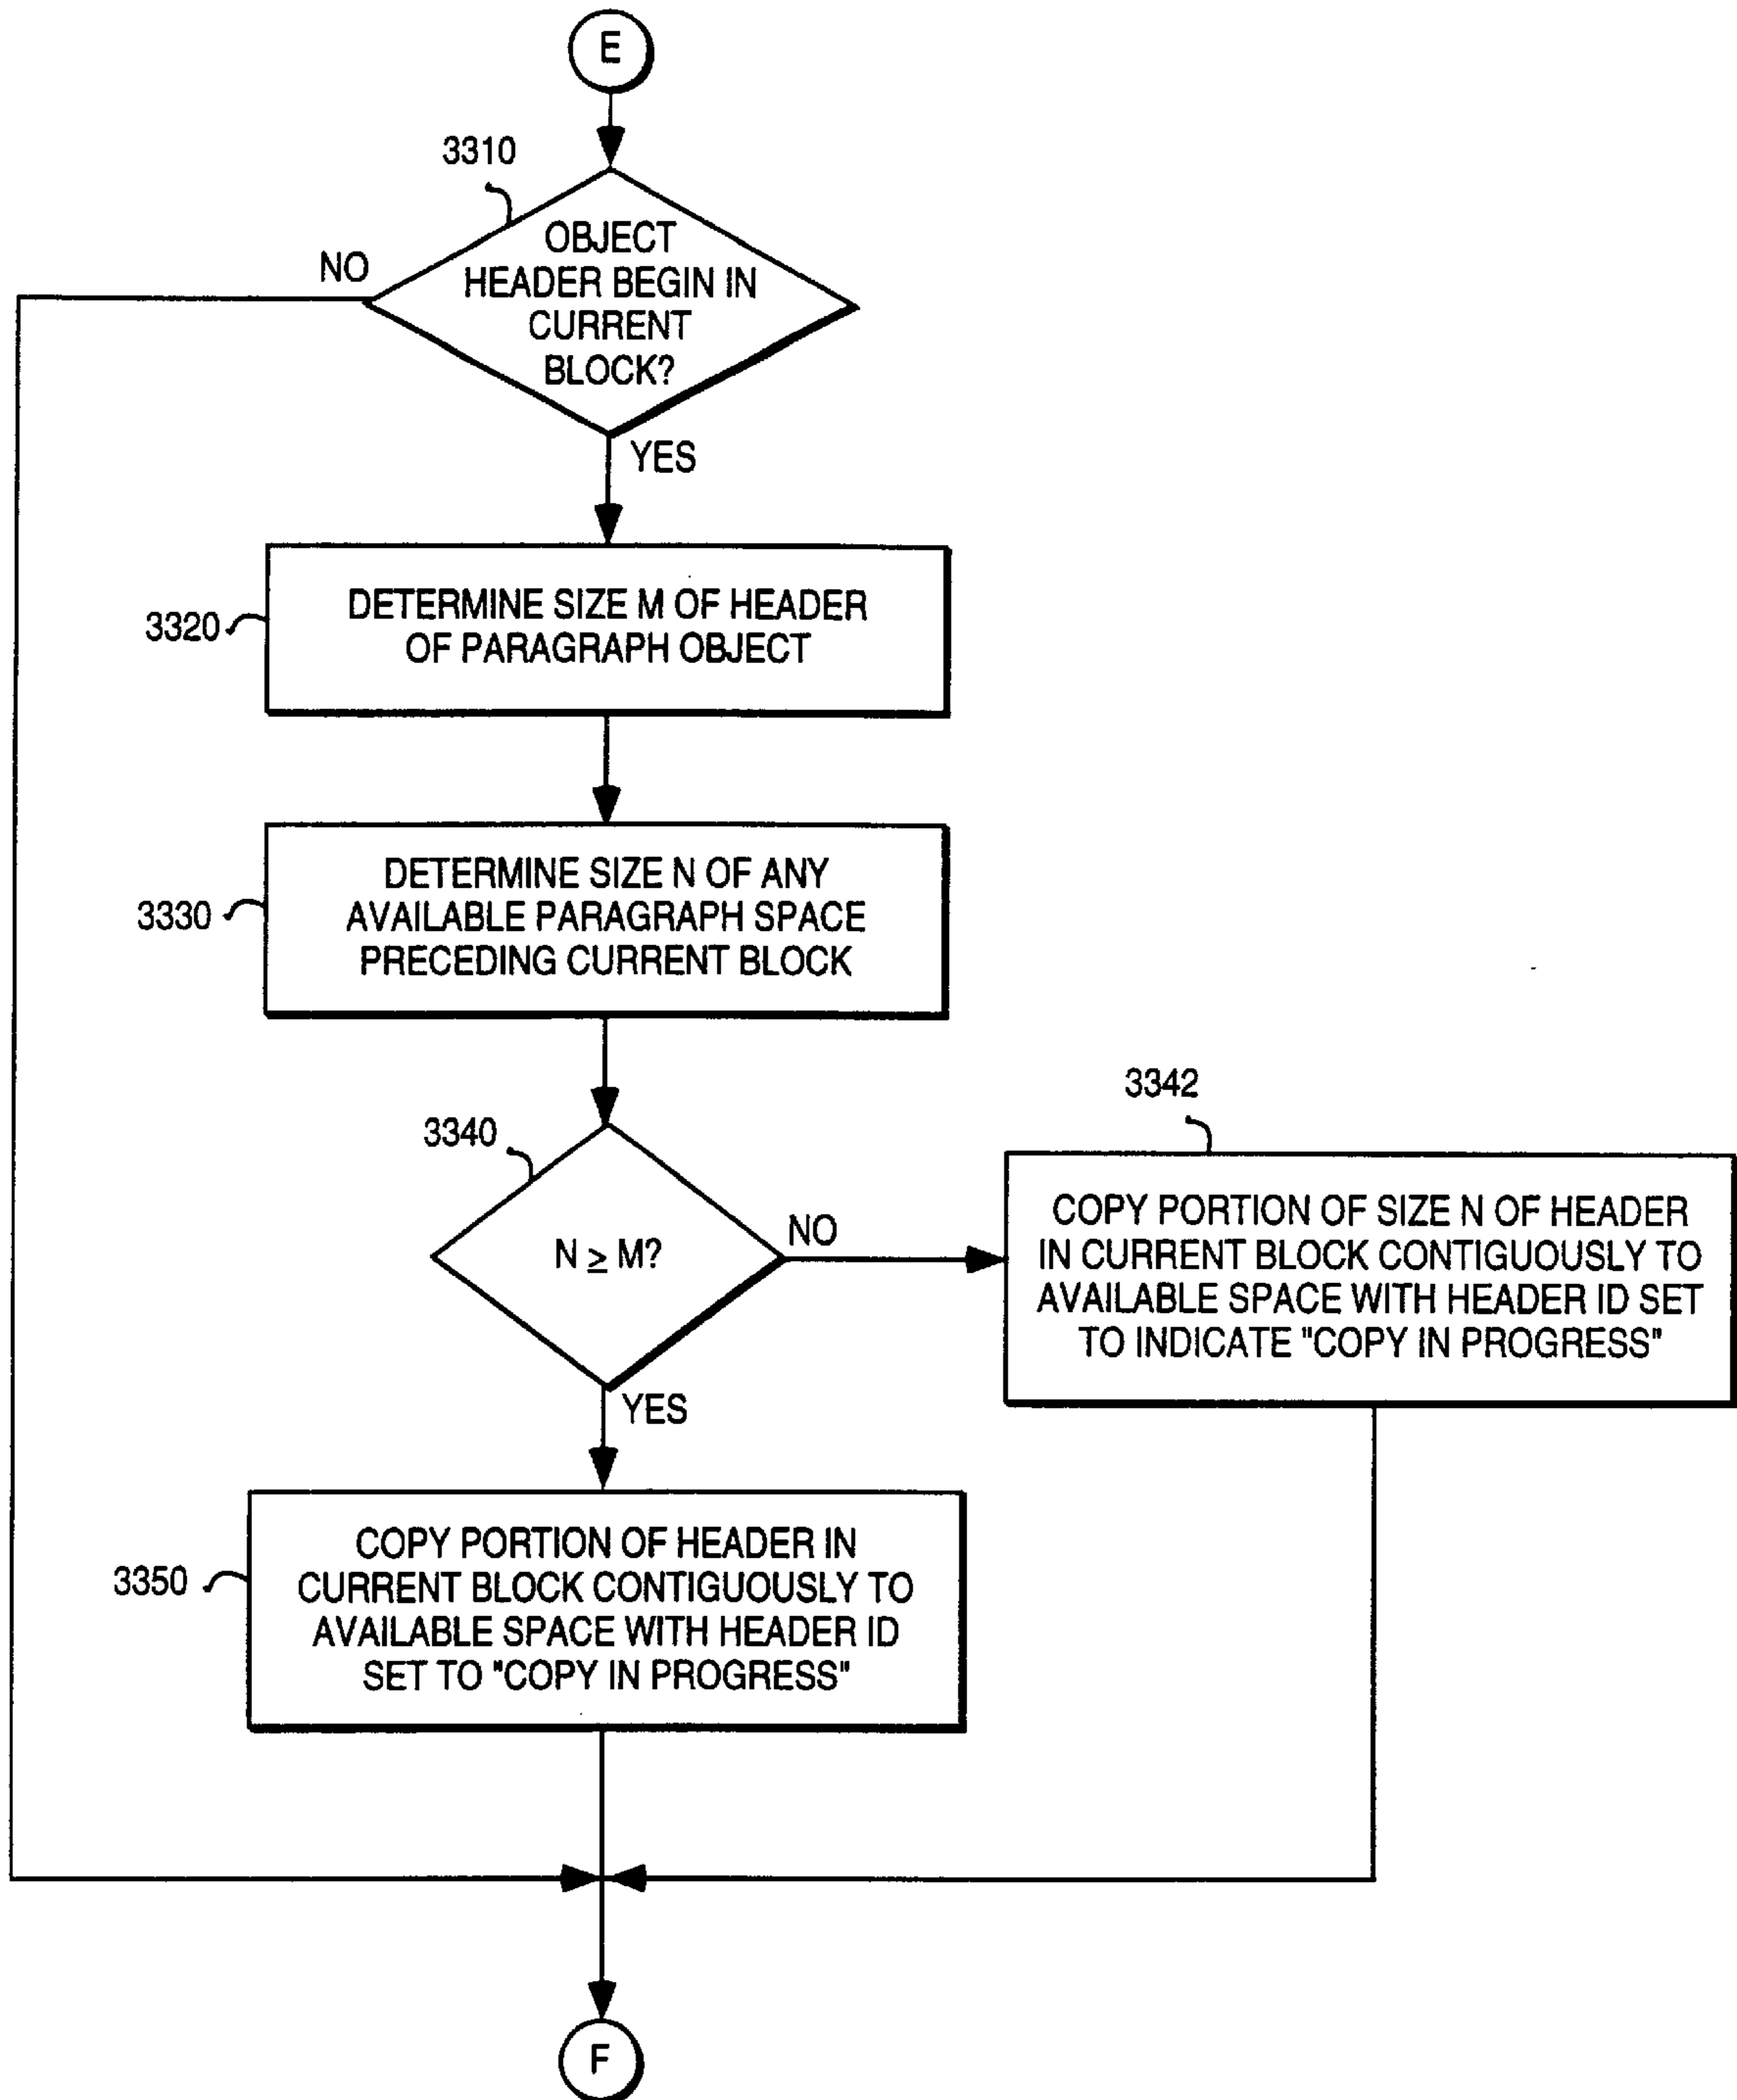 E
3310
OBJECT
HEADER BEGIN IN
CURRENT
BLOCK?
NO
YES
3320
DETERMINE SIZE M OF HEADER
OF PARAGRAPH OBJECT
3330
DETERMINE SIZE N OF ANY
AVAILABLE PARAGRAPH SPACE
PRECEDING CURRENT BLOCK
3340
N ≥ M?
NO
YES
3342
COPY PORTION OF SIZE N OF HEADER
IN CURRENT BLOCK CONTIGUOUSLY TO
AVAILABLE SPACE WITH HEADER ID SET
TO INDICATE "COPY IN PROGRESS"
3350
COPY PORTION OF HEADER IN
CURRENT BLOCK CONTIGUOUSLY TO
AVAILABLE SPACE WITH HEADER ID
SET TO "COPY IN PROGRESS"
F